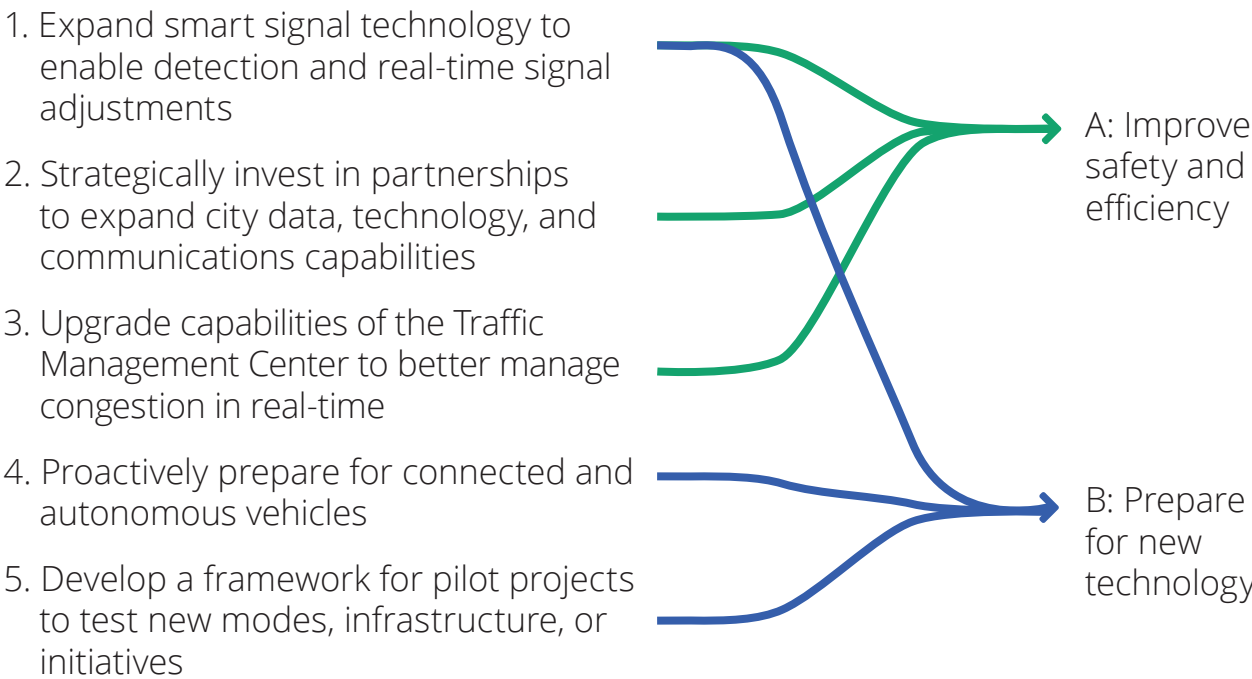 1. Expand smart signal technology to
enable detection and real-time signal
adjustments
2. Strategically invest in partnerships
to expand city data, technology, and
communications capabilities
3. Upgrade capabilities of the Traffic
Management Center to better manage
congestion in real-time
4. Proactively prepare for connected and
autonomous vehicles
5. Develop a framework for pilot projects
to test new modes, infrastructure, or
initiatives
A: Improve
safety and
efficiency
B: Prepare
for new
technology